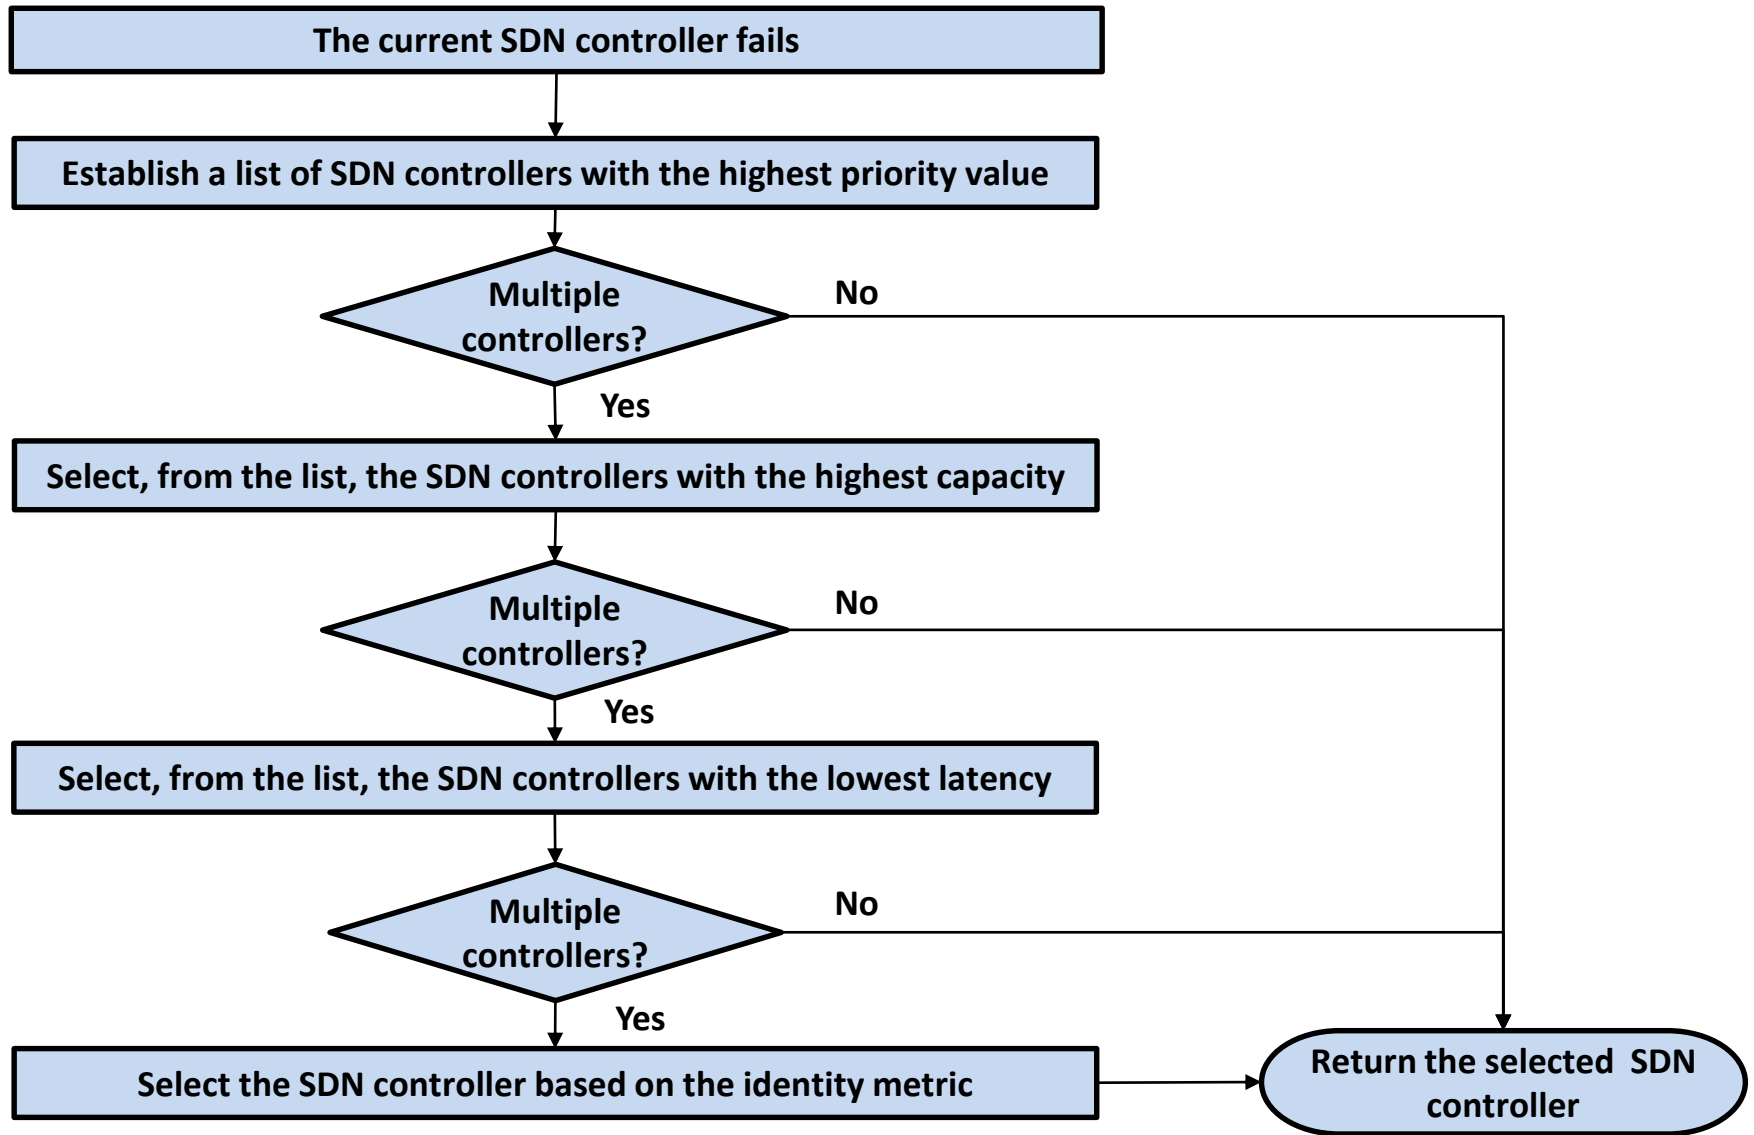 The current SDN controller fails
Establish a list of SDN controllers with the highest priority value
Multiple
controllers?
No
Yes
Select, from the list, the SDN controllers with the highest capacity
Multiple
controllers?
No
Yes
Select, from the list, the SDN controllers with the lowest latency
Multiple
controllers?
No
Yes
Select the SDN controller based on the identity metric
Return the selected SDN
controller